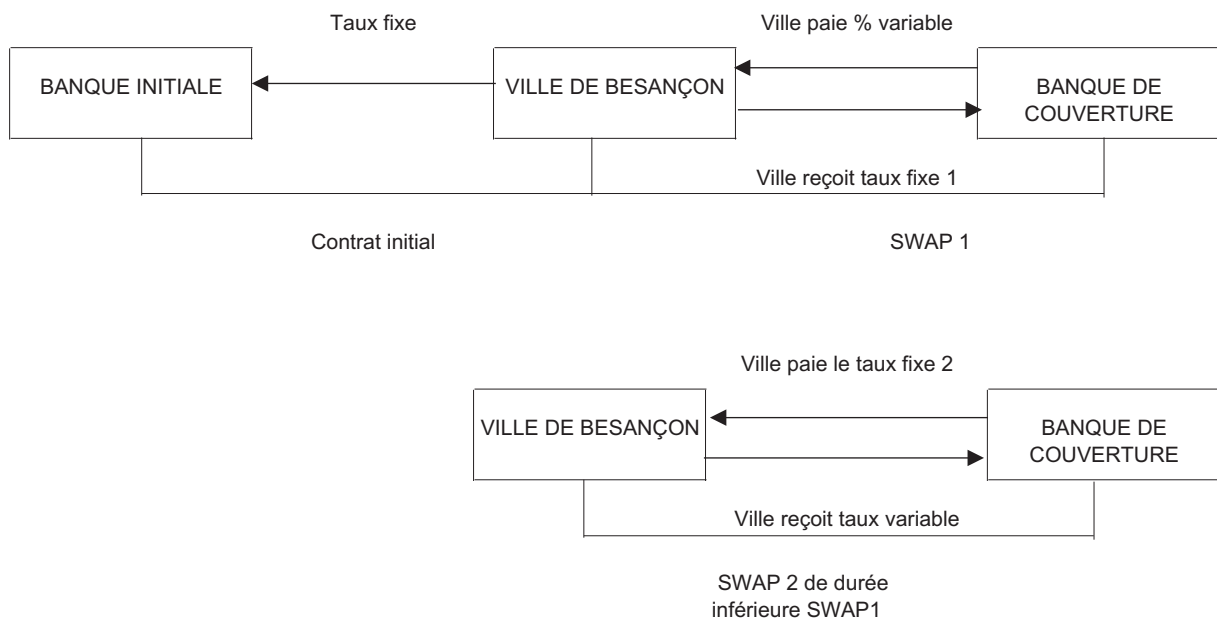 Taux fixe
Ville paie % variable
BANQUE INITIALE
VILLE DE BESANÇON
BANQUE DE
COUVERTURE
Ville reçoit taux fixe 1
Contrat initial
SWAP 1
Ville paie le taux fixe 2
VILLE DE BESANÇON
BANQUE DE
COUVERTURE
Ville reçoit taux variable
SWAP 2 de durée
inférieure SWAP1